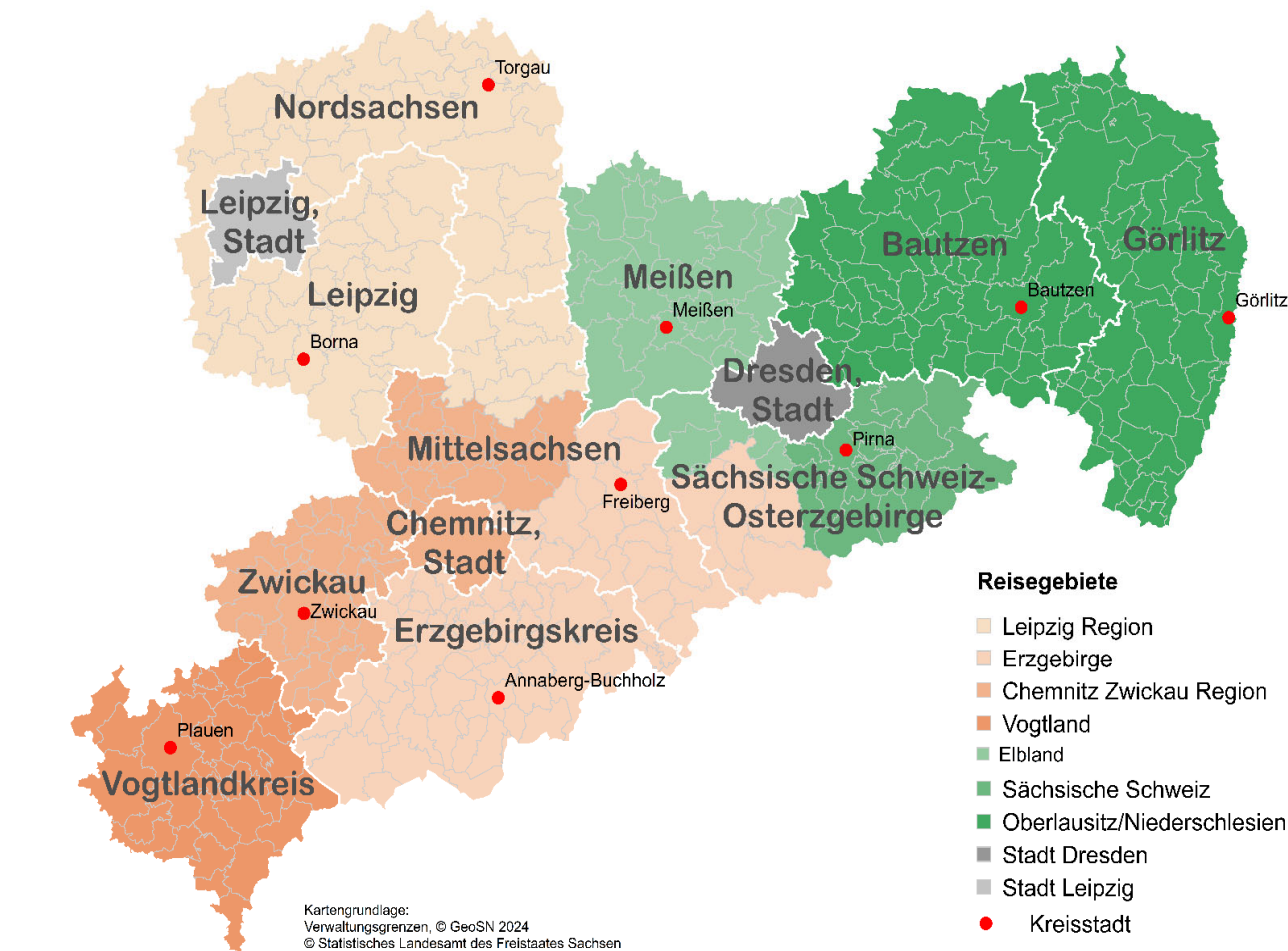 Torgau
Nordsachsen
Leipzig,
Stadt
Leipzig
Borna
Meißen
Meißen
Bautzen
Bautzen
Görlitz
Görlitz
Dresden,
Stadt
Mittelsachsen
Pirna
Sächsische Schweiz-
Osterzgebirge
Freiberg
Chemnitz,
Stadt
Zwickau
Zwickau
Erzgebirgskreis
Annaberg-Buchholz
Plauen
Vogtlandkreis
Reisegebiete
Leipzig Region
Erzgebirge
Chemnitz Zwickau Region
Vogtland
Elbland
Sächsische Schweiz
Oberlausitz/Niederschlesien
Stadt Dresden
Stadt Leipzig
Kreisstadt
Kartengrundlage:
Verwaltungsgrenzen, © GeoSN 2024
© Statistisches Landesamt des Freistaates Sachsen